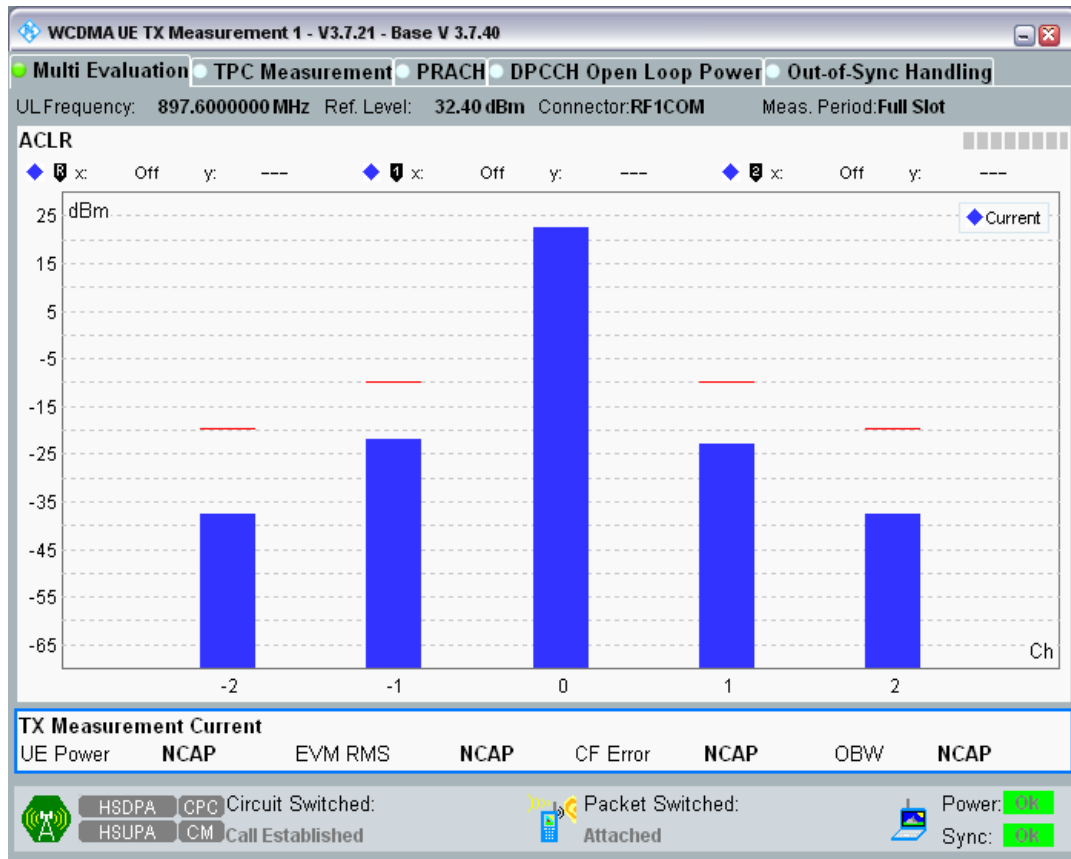 WCDMA UE TX Measurement 1 - V3.7.21 - Base V 3.7.40
Multi Evaluation TPC Measurement PRACH DPCCH Open Loop Power Out-of-Sync Handling
UL Frequency: 897.6000000 MHz Ref. Level: 32.40 dBm Connector: RF1COM Meas. Period: Full Slot
ACLR
R x: Off y: --- 1 x: Off y: --- 2 x: Off y: ---
dBm
Current
25
15
5
-5
-15
-25
-35
-45
-55
-65
Ch
-2 -1 0 1 2
TX Measurement Current
UE Power NCAP EVM RMS NCAP CF Error NCAP OBW NCAP
HSDPA CPC Circuit Switched: Packet Switched: Power: Ok
HSUPA CM Call Established Attached Sync: Ok